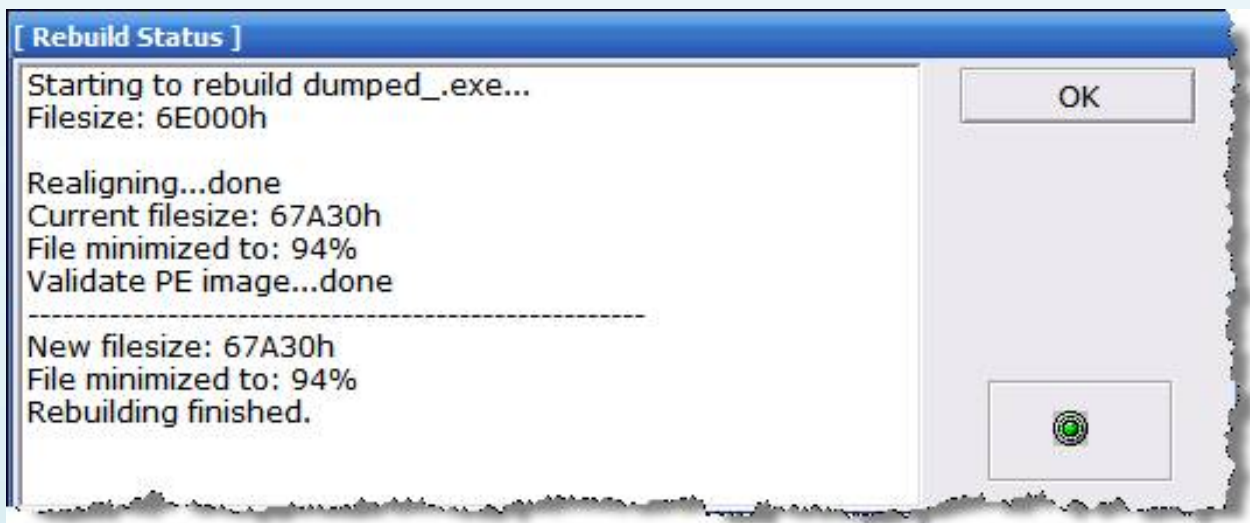 [ Rebuild Status ]
Starting to rebuild dumped_.exe...
Filesize: 6E000h
OK
Realigning...done
Current filesize: 67A30h
File minimized to: 94%
Validate PE image...done
-----------------------------------------------------
New filesize: 67A30h
File minimized to: 94%
Rebuilding finished.